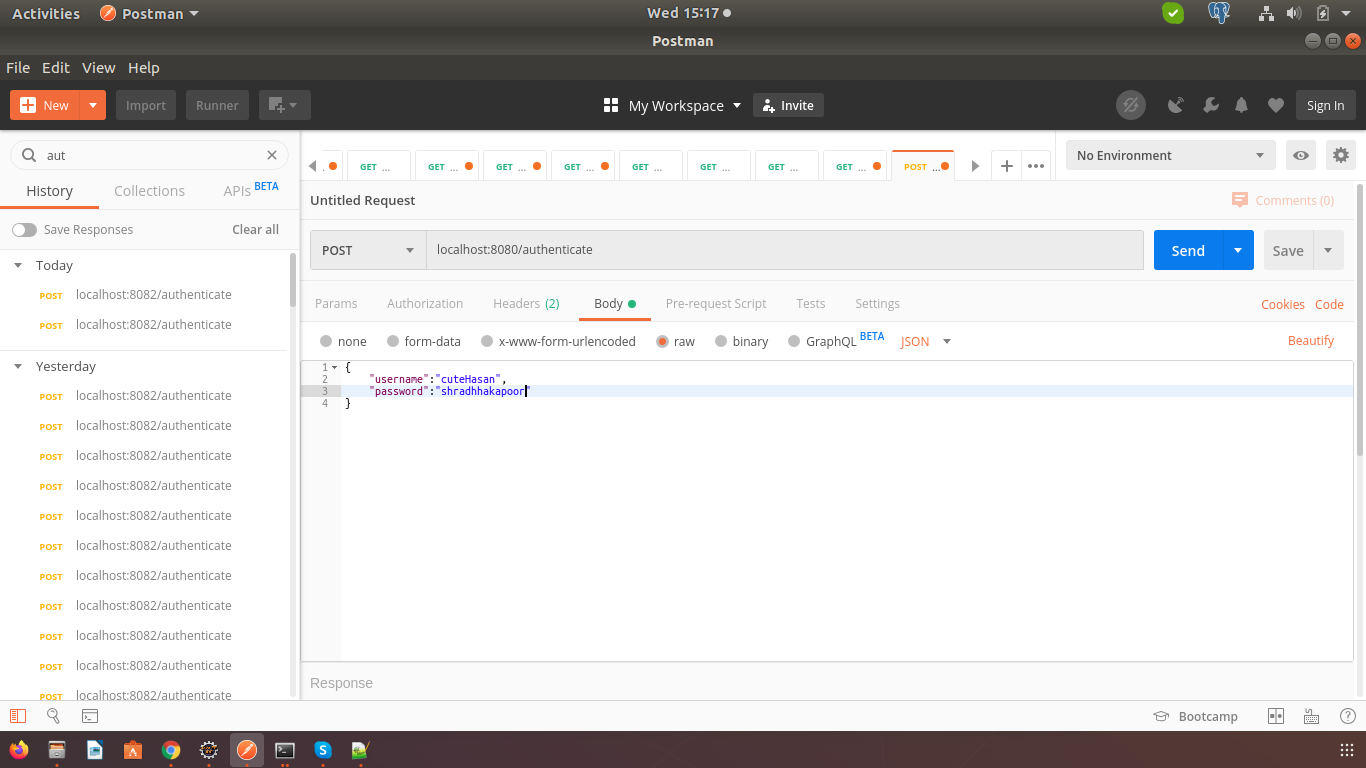 Activities Postman Wed 15:17
Postman
File Edit View Help
New Import Runner My Workspace Invite Sign In
aut
GET ... GET ... GET ... GET ... GET ... GET ... GET ... GET ... POST ...
No Environment
History Collections APIs BETA
Save Responses Clear all
Untitled Request Comments (0)
POST localhost:8080/authenticate Send Save
Params Authorization Headers (2) Body Pre-request Script Tests Settings Cookies Code
none form-data x-www-form-urlencoded raw binary GraphQL BETA JSON Beautify
1 {
2 "username":"cuteHasan",
3 "password":"shradhhakapoor"
4 }
Today
POST localhost:8082/authenticate
POST localhost:8082/authenticate
Yesterday
POST localhost:8082/authenticate
POST localhost:8082/authenticate
POST localhost:8082/authenticate
POST localhost:8082/authenticate
POST localhost:8082/authenticate
POST localhost:8082/authenticate
POST localhost:8082/authenticate
POST localhost:8082/authenticate
POST localhost:8082/authenticate
POST localhost:8082/authenticate
POST localhost:8082/authenticate
Response
Bootcamp